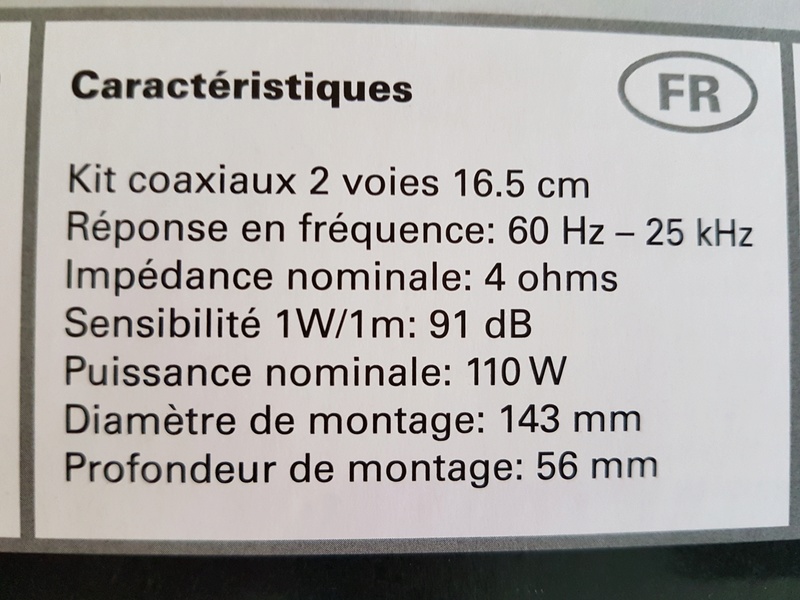 Caractéristiques
FR
Kit coaxiaux 2 voies 16.5 cm
Réponse en fréquence: 60 Hz – 25 kHz
Impédance nominale: 4 ohms
Sensibilité 1W/1m: 91 dB
Puissance nominale: 110 W
Diamètre de montage: 143 mm
Profondeur de montage: 56 mm